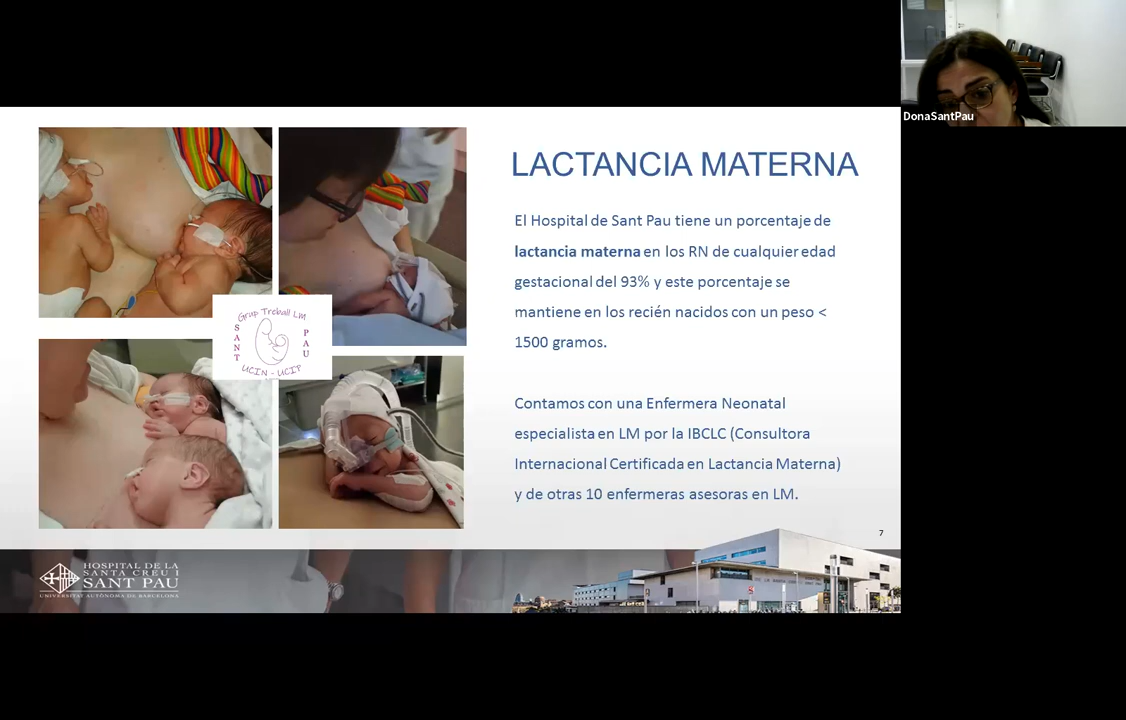 DonaSantPau
LACTANCIA MATERNA
El Hospital de Sant Pau tiene un porcentaje de
lactancia materna en los RN de cualquier edad
gestacional del 93% y este porcentaje se
mantiene en los recién nacidos con un peso <
1500 gramos.
Contamos con una Enfermera Neonatal
especialista en LM por la IBCLC (Consultora
Internacional Certificada en Lactancia Materna)
y de otras 10 enfermeras asesoras en LM.
Grup Treball LM
SANT
PAU
UCIN - UCIP
7
HOSPITAL DE LA
SANTA CREU I
SANT PAU
UNIVERSITAT AUTÒNOMA DE BARCELONA